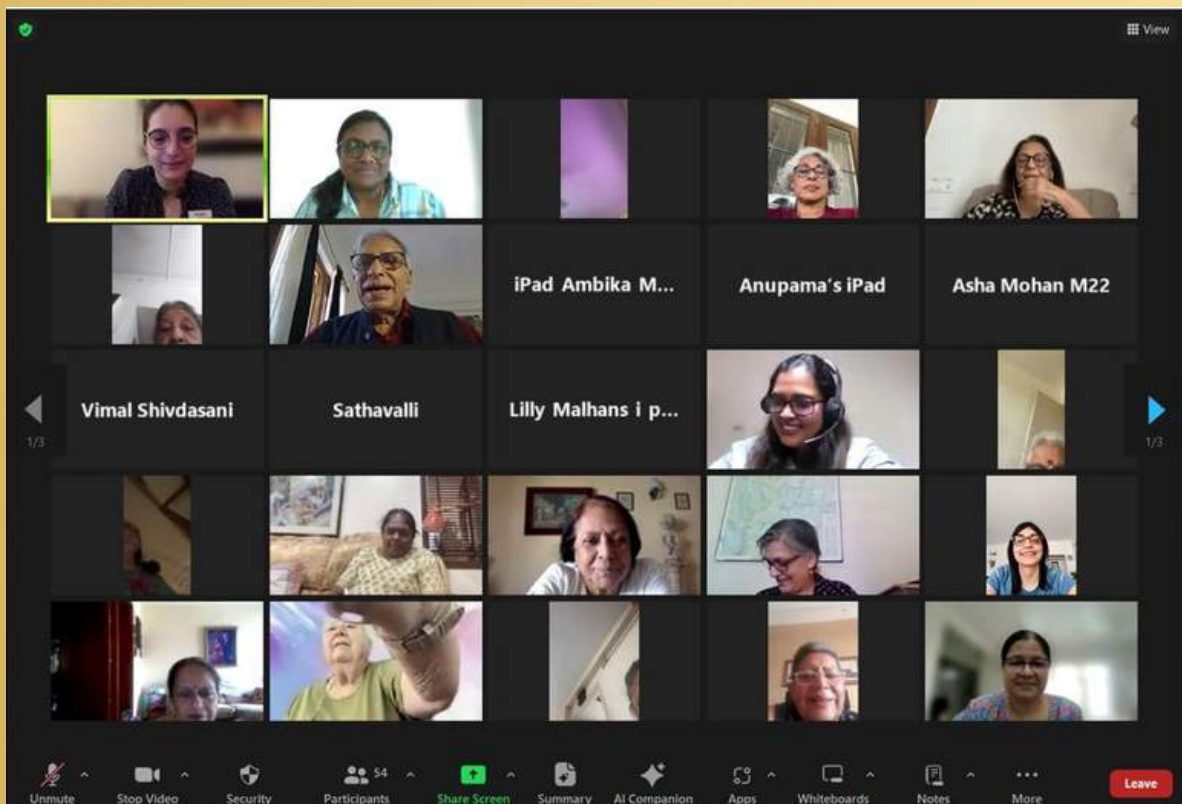 View
iPad Ambika M...
Anupama's iPad
Asha Mohan M22
Vimal Shivdasani
Sathavalli
Lilly Malhans i p...
1/3
1/3
54
Unmute
Stop Video
Security
Participants
Share Screen
Summary
AI Companion
Apps
Whiteboards
Notes
More
Leave